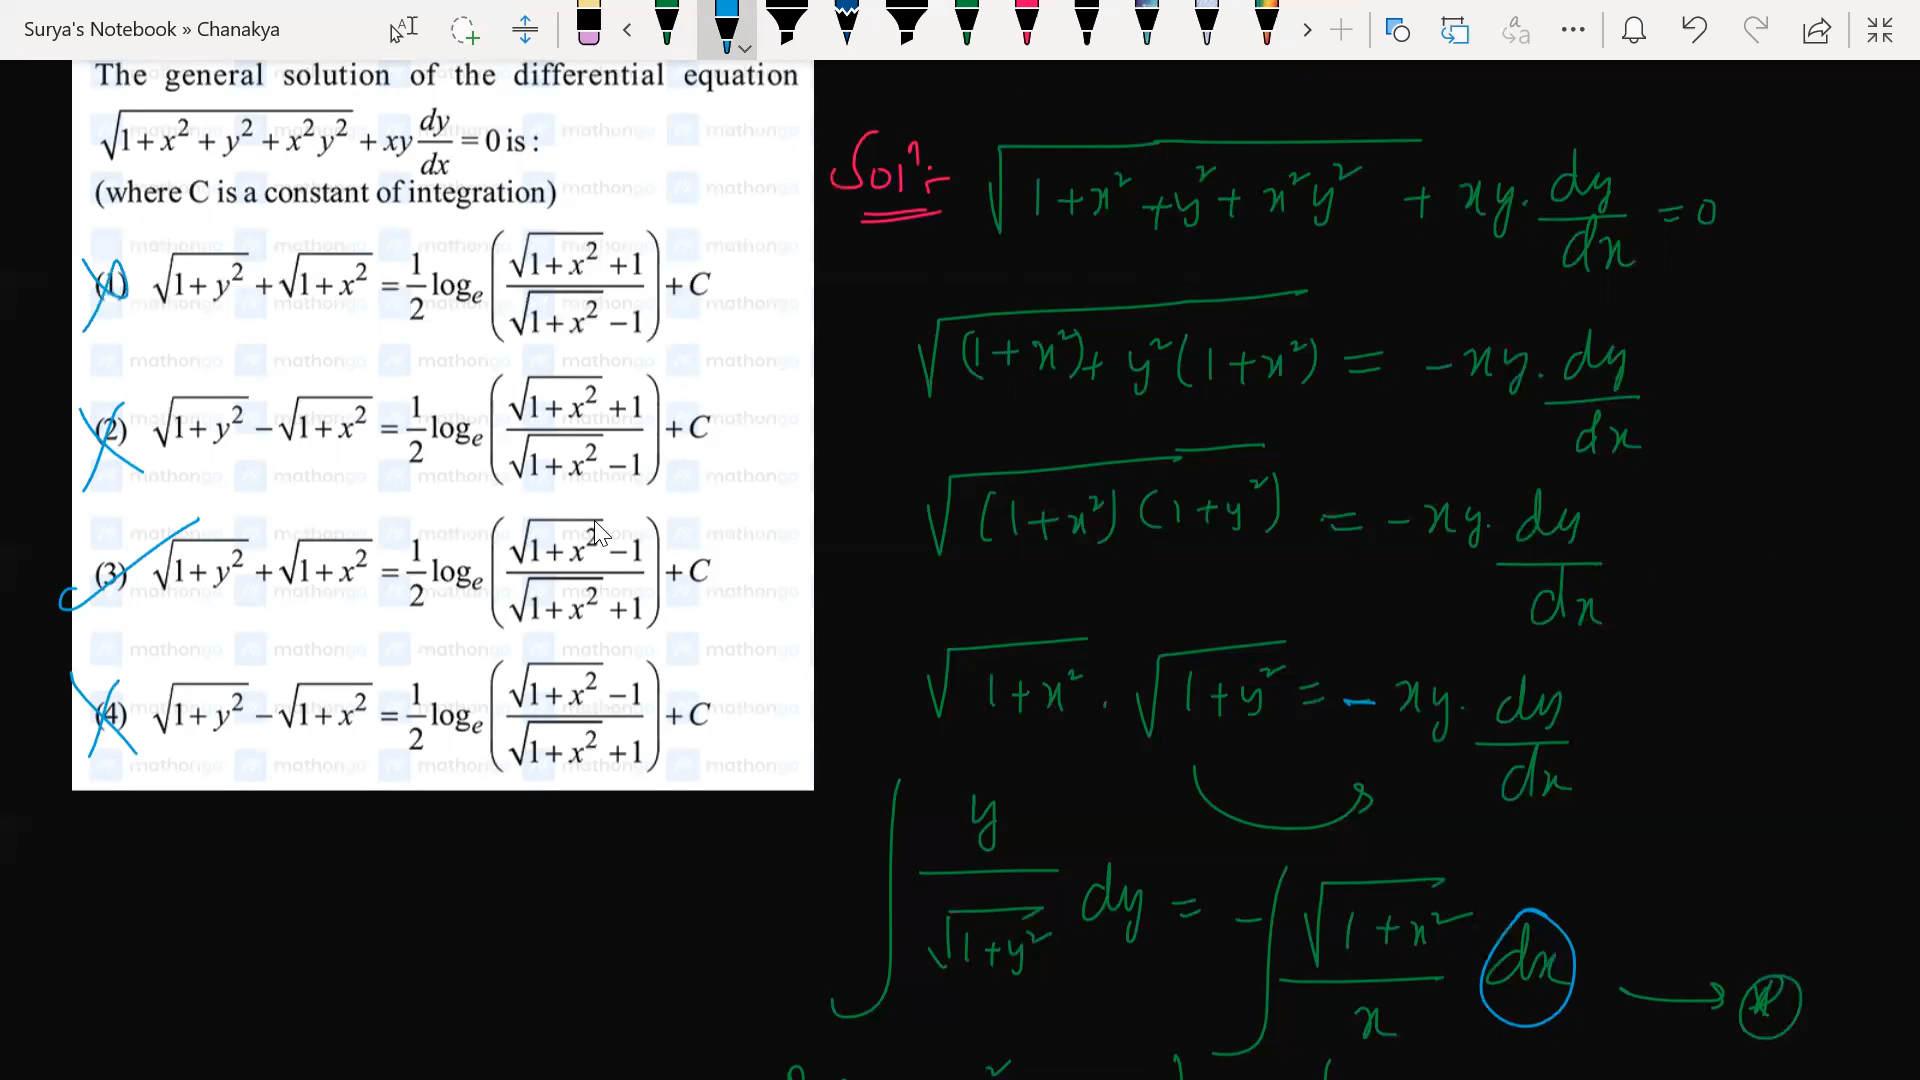 Surya's Notebook » Chanakya
The general solution of the differential equation
√(1 + x² + y² + x²y²) + xy dy/dx = 0 is :
(where C is a constant of integration)
(1) √(1 + y²) + √(1 + x²) = 1/2 logₑ ((√(1 + x²) + 1)/(√(1 + x²) − 1)) + C
(2) √(1 + y²) − √(1 + x²) = 1/2 logₑ ((√(1 + x²) + 1)/(√(1 + x²) − 1)) + C
(3) √(1 + y²) + √(1 + x²) = 1/2 logₑ ((√(1 + x²) − 1)/(√(1 + x²) + 1)) + C
(4) √(1 + y²) − √(1 + x²) = 1/2 logₑ ((√(1 + x²) − 1)/(√(1 + x²) + 1)) + C
Solⁿ:
√(1 + x² + y² + x²y²) + xy · dy/dx = 0
√((1 + x²) + y²(1 + x²)) = − xy · dy/dx
√((1 + x²)(1 + y²)) = − xy · dy/dx
√(1 + x²) · √(1 + y²) = − xy · dy/dx
∫ y/√(1 + y²) dy = − ∫ √(1 + x²)/x dx →
mathongo